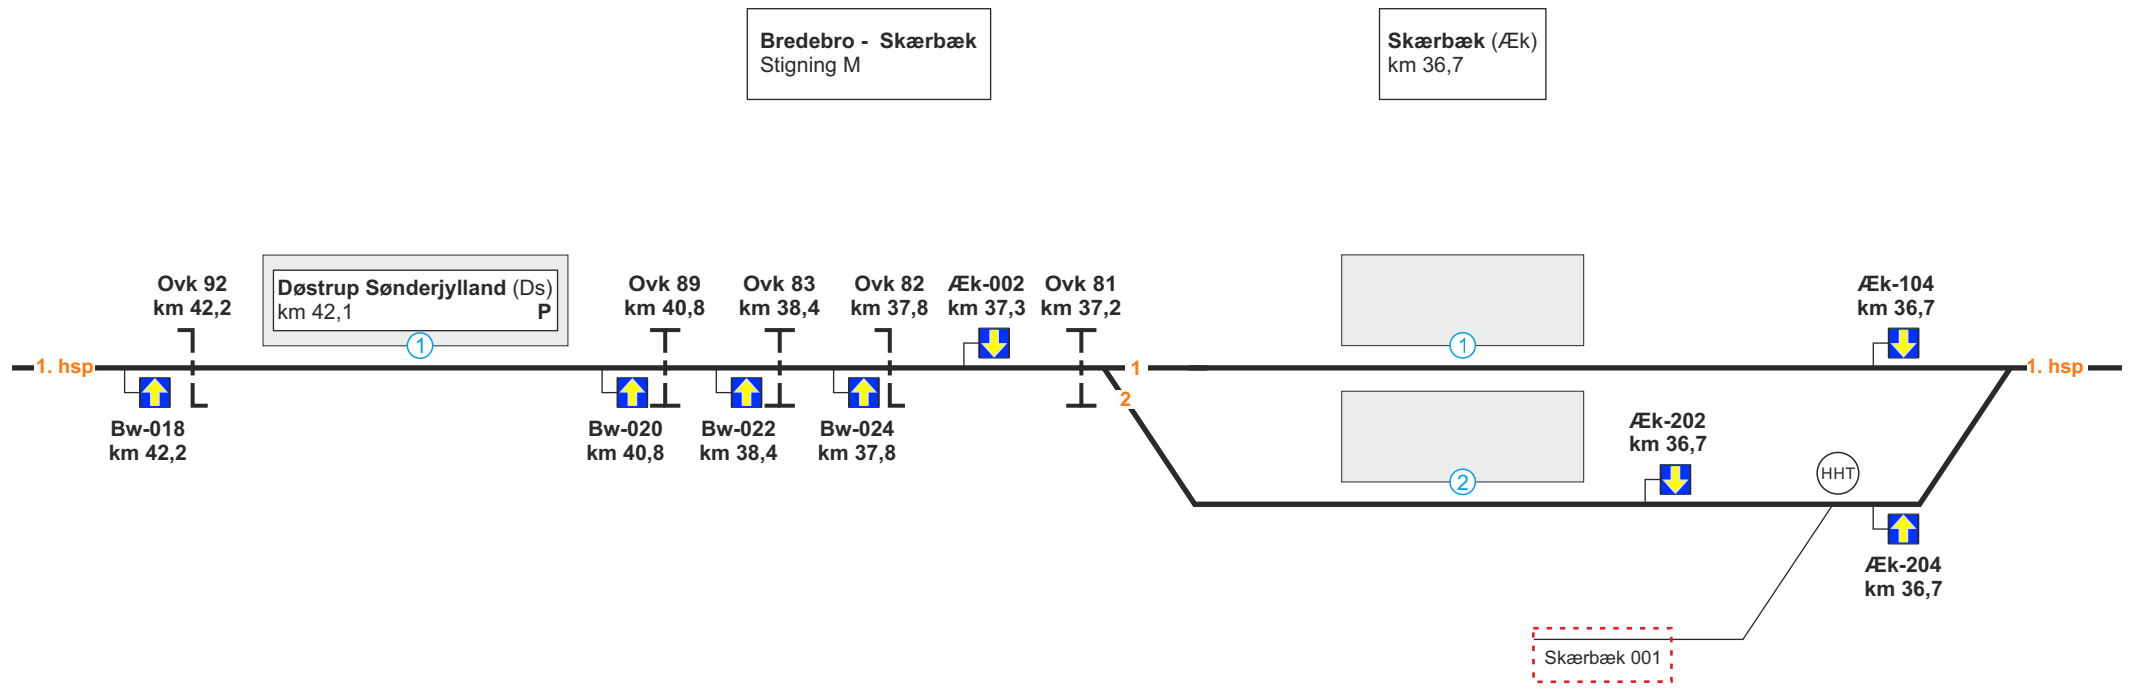 Bredebro - Skærbæk
Stigning M
Skærbæk (Æk)
km 36,7
Ovk 92
km 42,2
Døstrup Sønderjylland (Ds)
km 42,1 P
1
Ovk 89
km 40,8
Ovk 83
km 38,4
Ovk 82
km 37,8
Æk-002
km 37,3
Ovk 81
km 37,2
1
Æk-104
km 36,7
1. hsp
1
1. hsp
2
Bw-018
km 42,2
Bw-020
km 40,8
Bw-022
km 38,4
Bw-024
km 37,8
Æk-202
km 36,7
2
HHT
Æk-204
km 36,7
Skærbæk 001